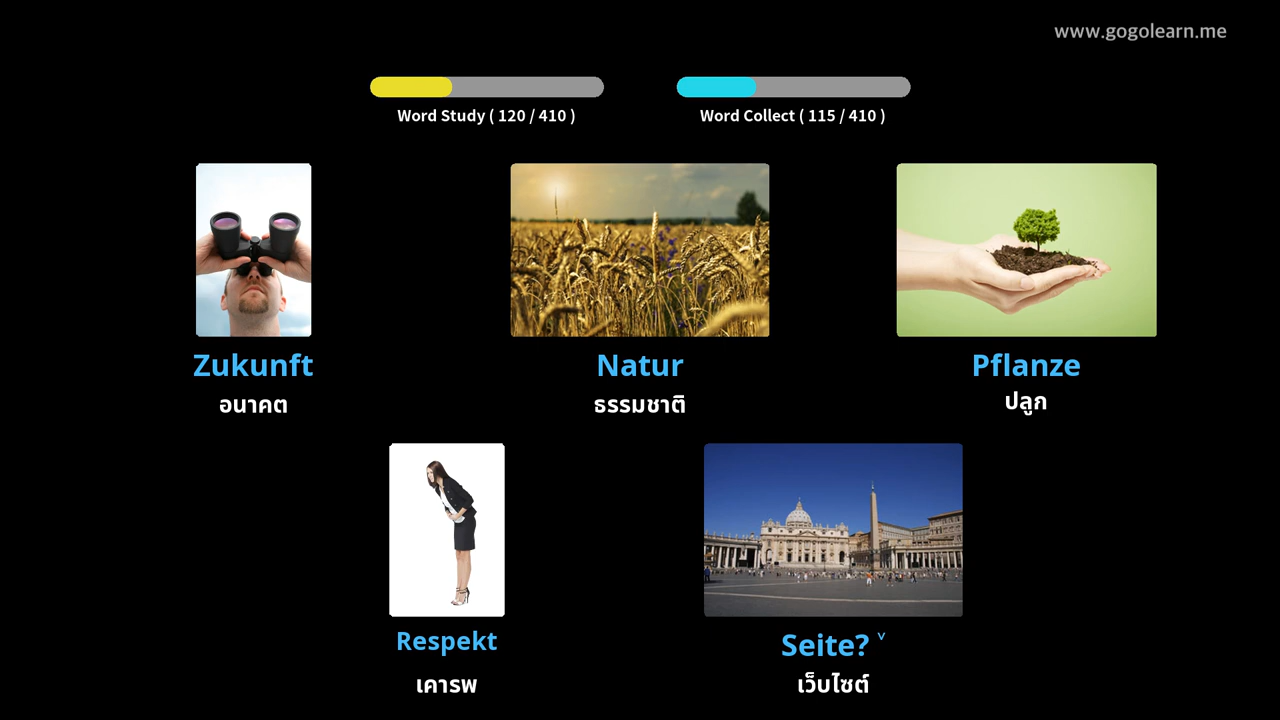 www.gogolearn.me
Word Study ( 120 / 410 )
Word Collect ( 115 / 410 )
Zukunft
อนาคต
Natur
ธรรมชาติ
Pflanze
ปลูก
Respekt
เคารพ
Seite? ᵛ
เว็บไซต์